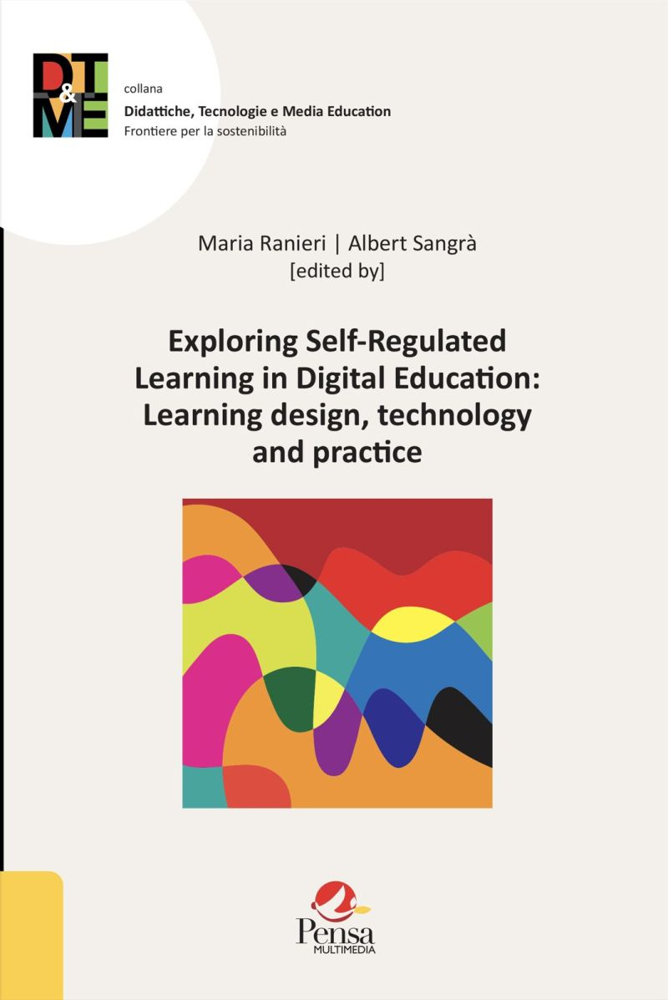 DT
&
ME
collana
Didattiche, Tecnologie e Media Education
Frontiere per la sostenibilità
Maria Ranieri | Albert Sangrà
[edited by]
Exploring Self-Regulated
Learning in Digital Education:
Learning design, technology
and practice
Pensa
MULTIMEDIA